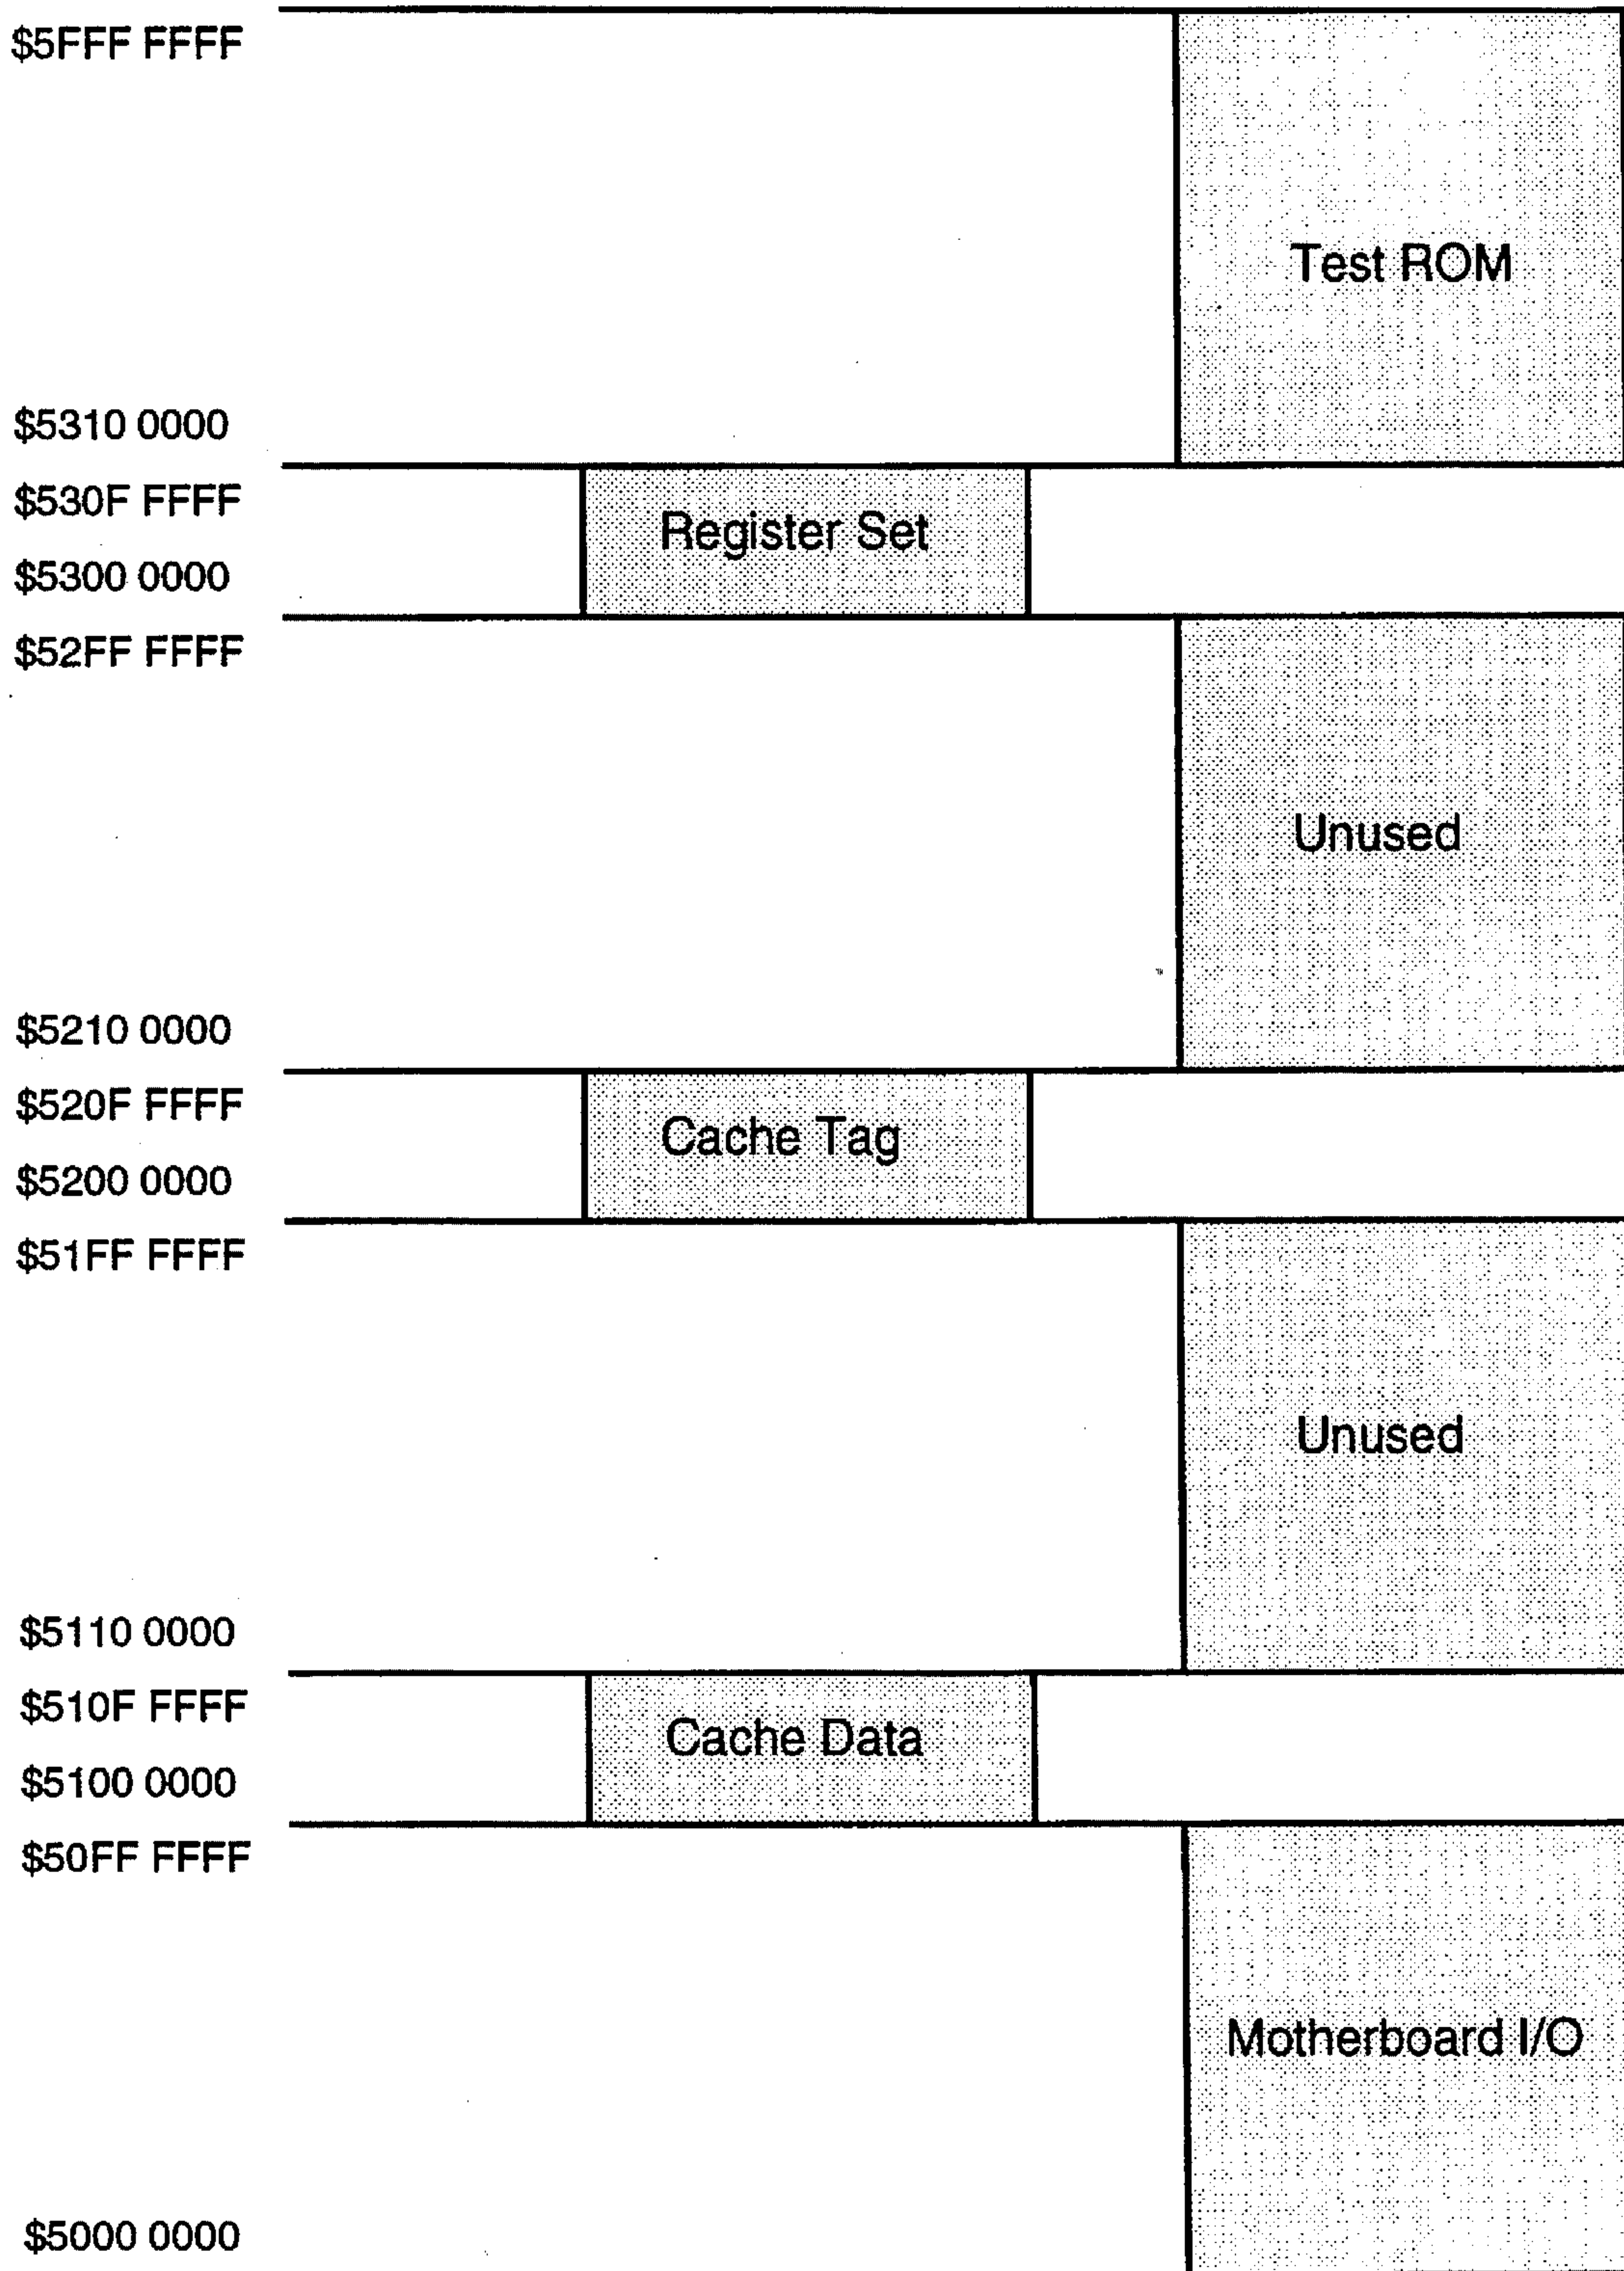 $5FFF FFFF
Test ROM
$5310 0000
$530F FFFF
Register Set
$5300 0000
$52FF FFFF
Unused
$5210 0000
$520F FFFF
Cache Tag
$5200 0000
$51FF FFFF
Unused
$5110 0000
$510F FFFF
Cache Data
$5100 0000
$50FF FFFF
Motherboard I/O
$5000 0000